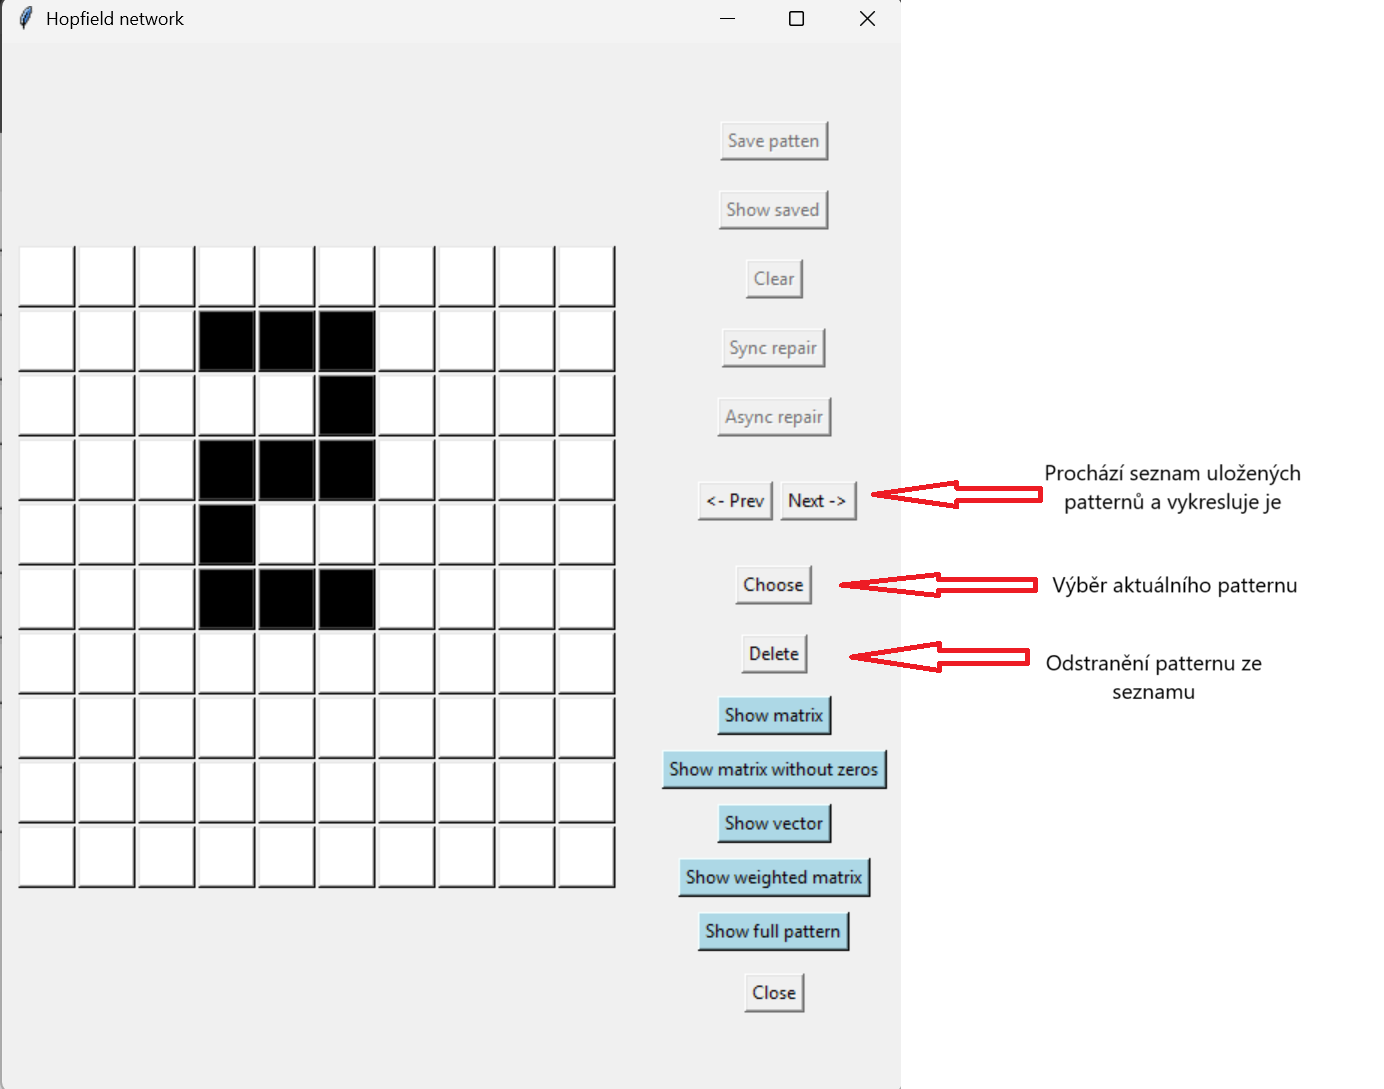 Hopfield network
Save patten
Show saved
Clear
Sync repair
Async repair
<- Prev Next ->
Prochází seznam uložených
patternů a vykresluje je
Choose
Výběr aktuálního patternu
Delete
Odstranění patternu ze
seznamu
Show matrix
Show matrix without zeros
Show vector
Show weighted matrix
Show full pattern
Close